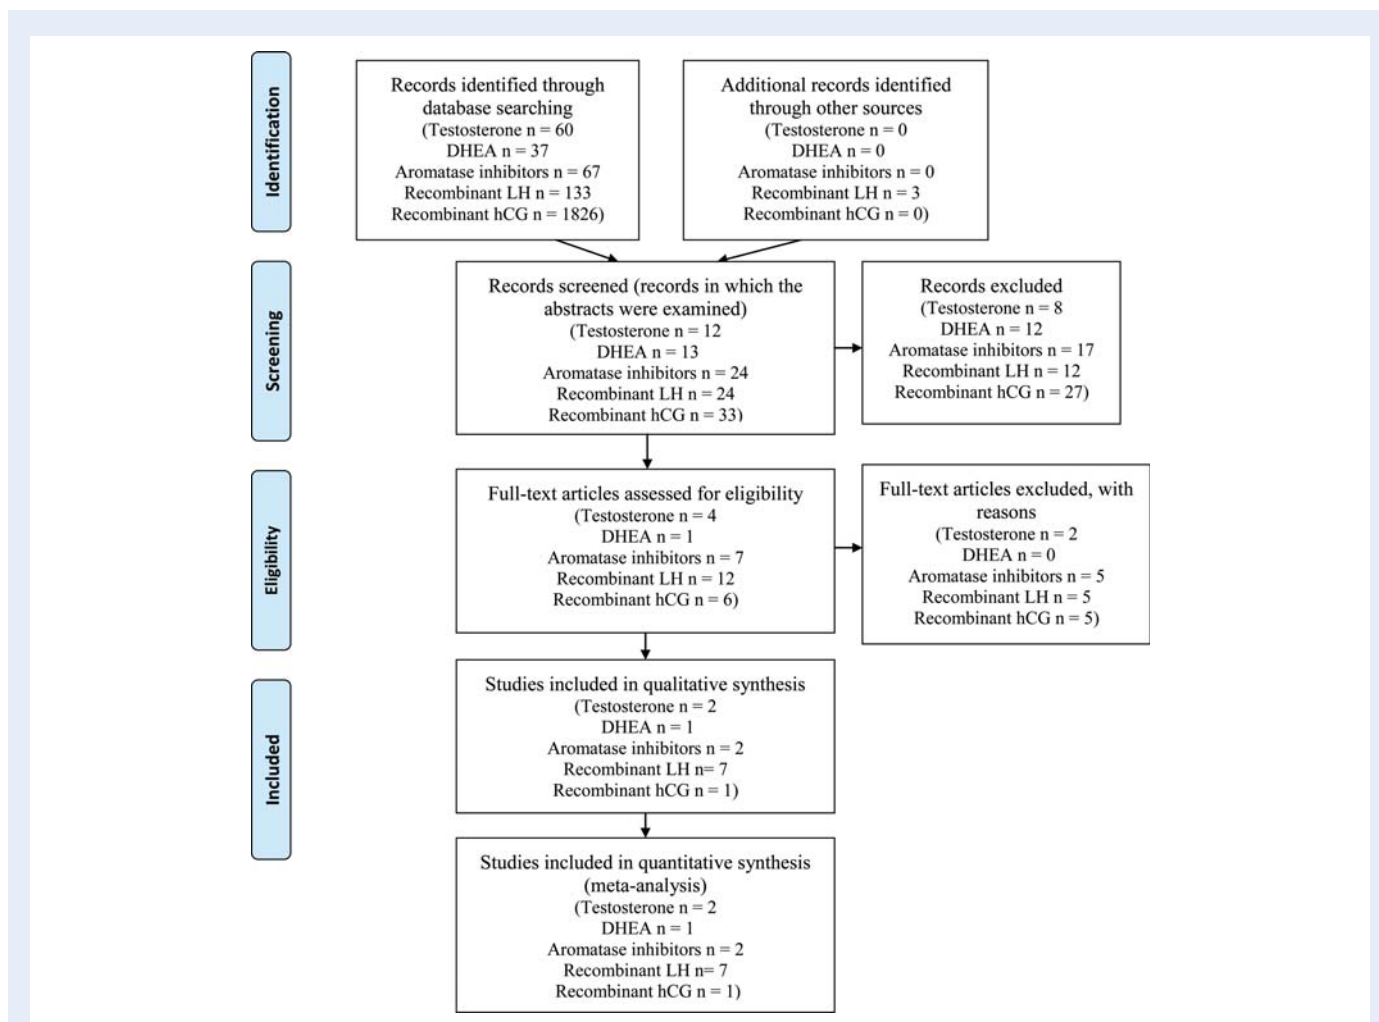 Identification
Records identified through
database searching
(Testosterone n = 60
DHEA n = 37
Aromatase inhibitors n = 67
Recombinant LH n = 133
Recombinant hCG n = 1826)
Additional records identified
through other sources
(Testosterone n = 0
DHEA n = 0
Aromatase inhibitors n = 0
Recombinant LH n = 3
Recombinant hCG n = 0)
Screening
Records screened (records in which the
abstracts were examined)
(Testosterone n = 12
DHEA n = 13
Aromatase inhibitors n = 24
Recombinant LH n = 24
Recombinant hCG n = 33)
Records excluded
(Testosterone n = 8
DHEA n = 12
Aromatase inhibitors n = 17
Recombinant LH n = 12
Recombinant hCG n = 27)
Eligibility
Full-text articles assessed for eligibility
(Testosterone n = 4
DHEA n = 1
Aromatase inhibitors n = 7
Recombinant LH n = 12
Recombinant hCG n = 6)
Full-text articles excluded, with
reasons
(Testosterone n = 2
DHEA n = 0
Aromatase inhibitors n = 5
Recombinant LH n = 5
Recombinant hCG n = 5)
Included
Studies included in qualitative synthesis
(Testosterone n = 2
DHEA n = 1
Aromatase inhibitors n = 2
Recombinant LH n= 7
Recombinant hCG n = 1)
Studies included in quantitative synthesis
(meta-analysis)
(Testosterone n = 2
DHEA n = 1
Aromatase inhibitors n = 2
Recombinant LH n= 7
Recombinant hCG n = 1)